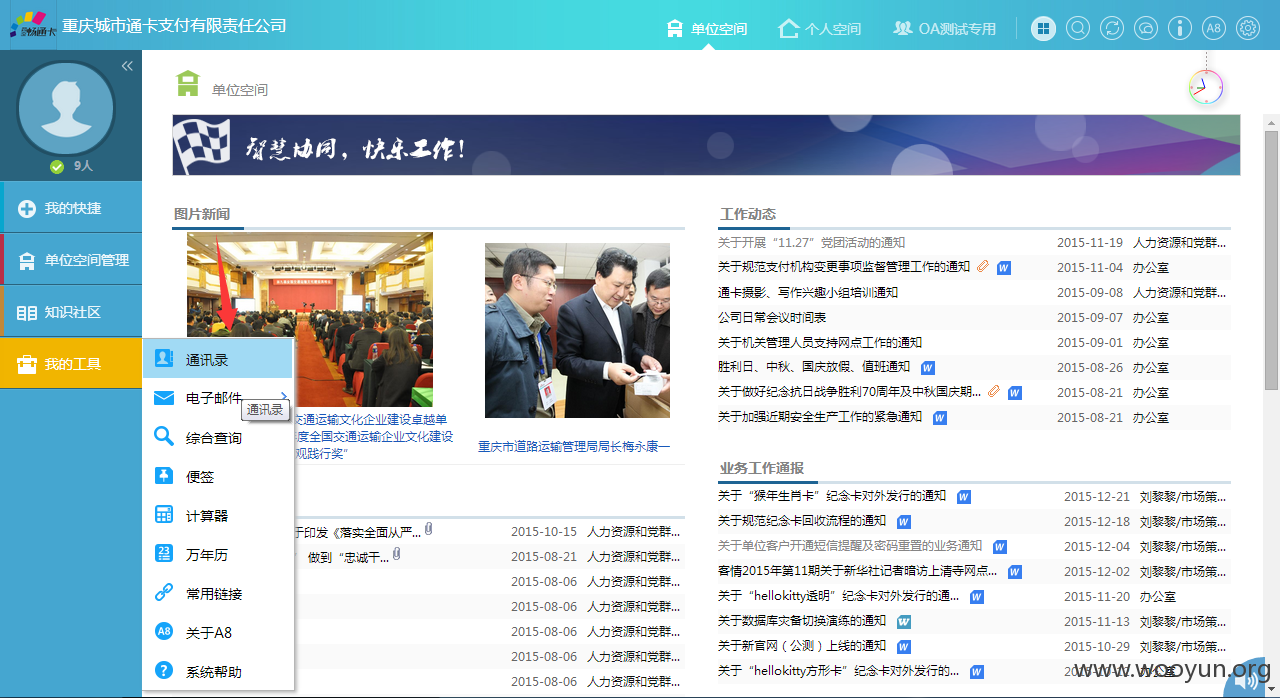 重庆城市通卡支付有限责任公司
单位空间 个人空间 OA测试专用 A8
9人
我的快捷
单位空间管理
知识社区
我的工具
通讯录
电子邮件
通讯录
综合查询
便签
计算器
23 万年历
常用链接
A8 关于A8
系统帮助
单位空间
智慧协同，快乐工作！
图片新闻
交通运输文化企业建设卓越单
度全国交通运输企业文化建设
观践行奖”
重庆市道路运输管理局局长梅永康一
于印发《落实全面从严... 2015-10-15 人力资源和党群...
” 做到“忠诚干... 2015-08-21 人力资源和党群...
2015-08-06 人力资源和党群...
2015-08-06 人力资源和党群...
2015-08-06 人力资源和党群...
2015-08-06 人力资源和党群...
2015-08-06 人力资源和党群...
工作动态
关于开展“11.27”党团活动的通知 2015-11-19 人力资源和党群...
关于规范支付机构变更事项监督管理工作的通知 2015-11-04 办公室
通卡摄影、写作兴趣小组培训通知 2015-09-08 人力资源和党群...
公司日常会议时间表 2015-09-07 办公室
关于机关管理人员支持网点工作的通知 2015-09-01 办公室
胜利日、中秋、国庆放假、值班通知 2015-08-26 办公室
关于做好纪念抗日战争胜利70周年及中秋国庆期... 2015-08-21 办公室
关于加强近期安全生产工作的紧急通知 2015-08-21 办公室
业务工作通报
关于“猴年生肖卡”纪念卡对外发行的通知 2015-12-21 刘黎黎/市场策...
关于规范纪念卡回收流程的通知 2015-12-18 刘黎黎/市场策...
关于单位客户开通短信提醒及密码重置的业务通知 2015-12-04 刘黎黎/市场策...
客情2015年第11期关于新华社记者暗访上清寺网点... 2015-12-02 刘黎黎/市场策...
关于“hellokitty透明”纪念卡对外发行的通... 2015-11-20 办公室
关于数据库灾备切换演练的通知 2015-11-13 刘黎黎/市场策...
关于新官网（公测）上线的通知 2015-10-29 刘黎黎/市场策...
关于“hellokitty方形卡”纪念卡对外发行的...
www.wooyun.org